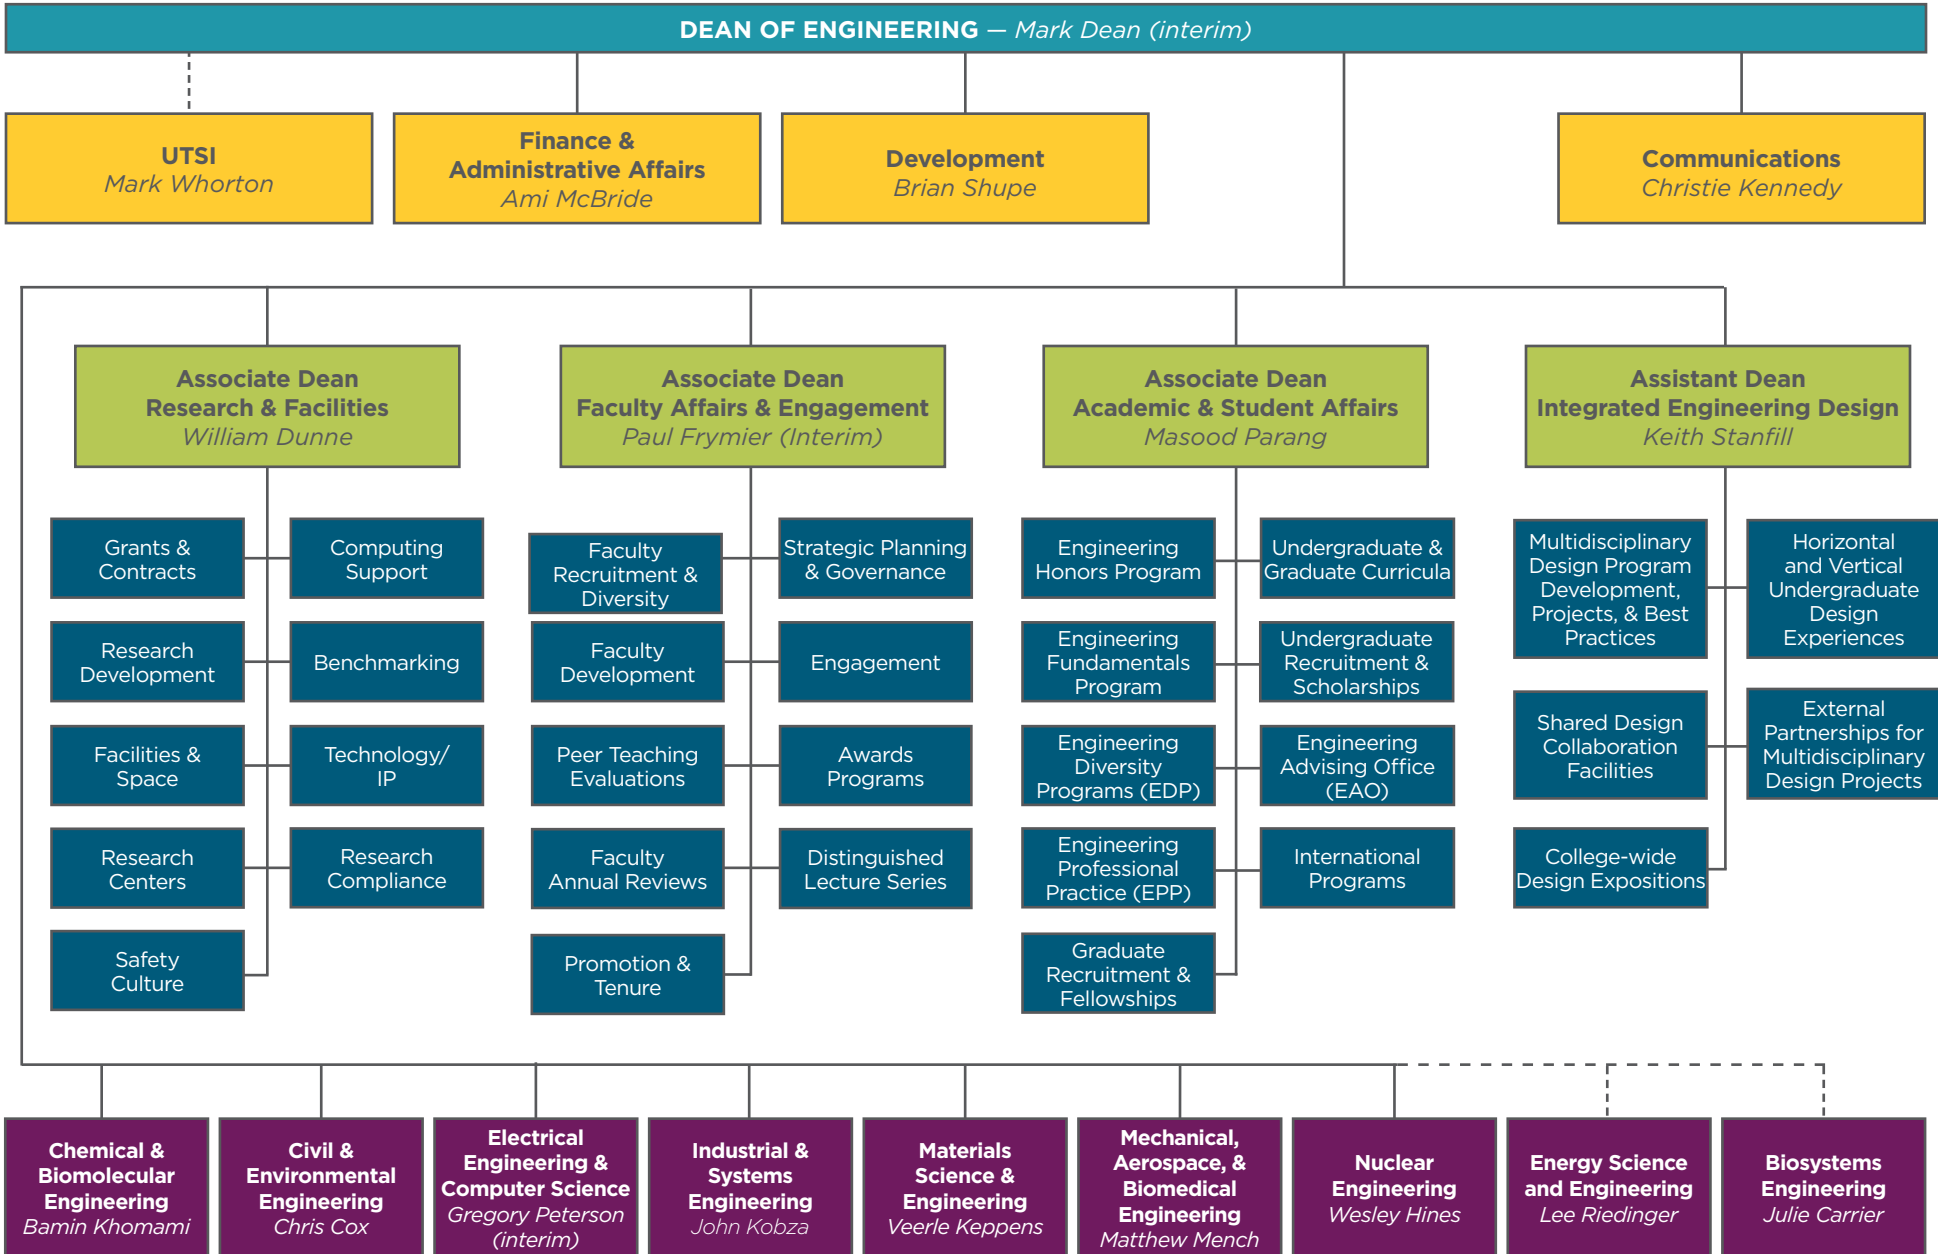 DEAN OF ENGINEERING — Mark Dean (interim)
UTSI
Mark Whorton
Finance &
Administrative Affairs
Ami McBride
Development
Brian Shupe
Communications
Christie Kennedy
Associate Dean
Research & Facilities
William Dunne
Associate Dean
Faculty Affairs & Engagement
Paul Frymier (Interim)
Associate Dean
Academic & Student Affairs
Masood Parang
Assistant Dean
Integrated Engineering Design
Keith Stanfill
Grants &
Contracts
Computing
Support
Research
Development
Benchmarking
Facilities &
Space
Technology/
IP
Research
Centers
Research
Compliance
Safety
Culture
Faculty
Recruitment &
Diversity
Strategic Planning
& Governance
Faculty
Development
Engagement
Peer Teaching
Evaluations
Awards
Programs
Faculty
Annual Reviews
Distinguished
Lecture Series
Promotion &
Tenure
Engineering
Honors Program
Undergraduate &
Graduate Curricula
Engineering
Fundamentals
Program
Undergraduate
Recruitment &
Scholarships
Engineering
Diversity
Programs (EDP)
Engineering
Advising Office
(EAO)
Engineering
Professional
Practice (EPP)
International
Programs
Graduate
Recruitment &
Fellowships
Multidisciplinary
Design Program
Development,
Projects, & Best
Practices
Horizontal
and Vertical
Undergraduate
Design
Experiences
Shared Design
Collaboration
Facilities
External
Partnerships for
Multidisciplinary
Design Projects
College-wide
Design Expositions
Chemical &
Biomolecular
Engineering
Bamin Khomami
Civil &
Environmental
Engineering
Chris Cox
Electrical
Engineering &
Computer Science
Gregory Peterson
(interim)
Industrial &
Systems
Engineering
John Kobza
Materials
Science &
Engineering
Veerle Keppens
Mechanical,
Aerospace, &
Biomedical
Engineering
Matthew Mench
Nuclear
Engineering
Wesley Hines
Energy Science
and Engineering
Lee Riedinger
Biosystems
Engineering
Julie Carrier